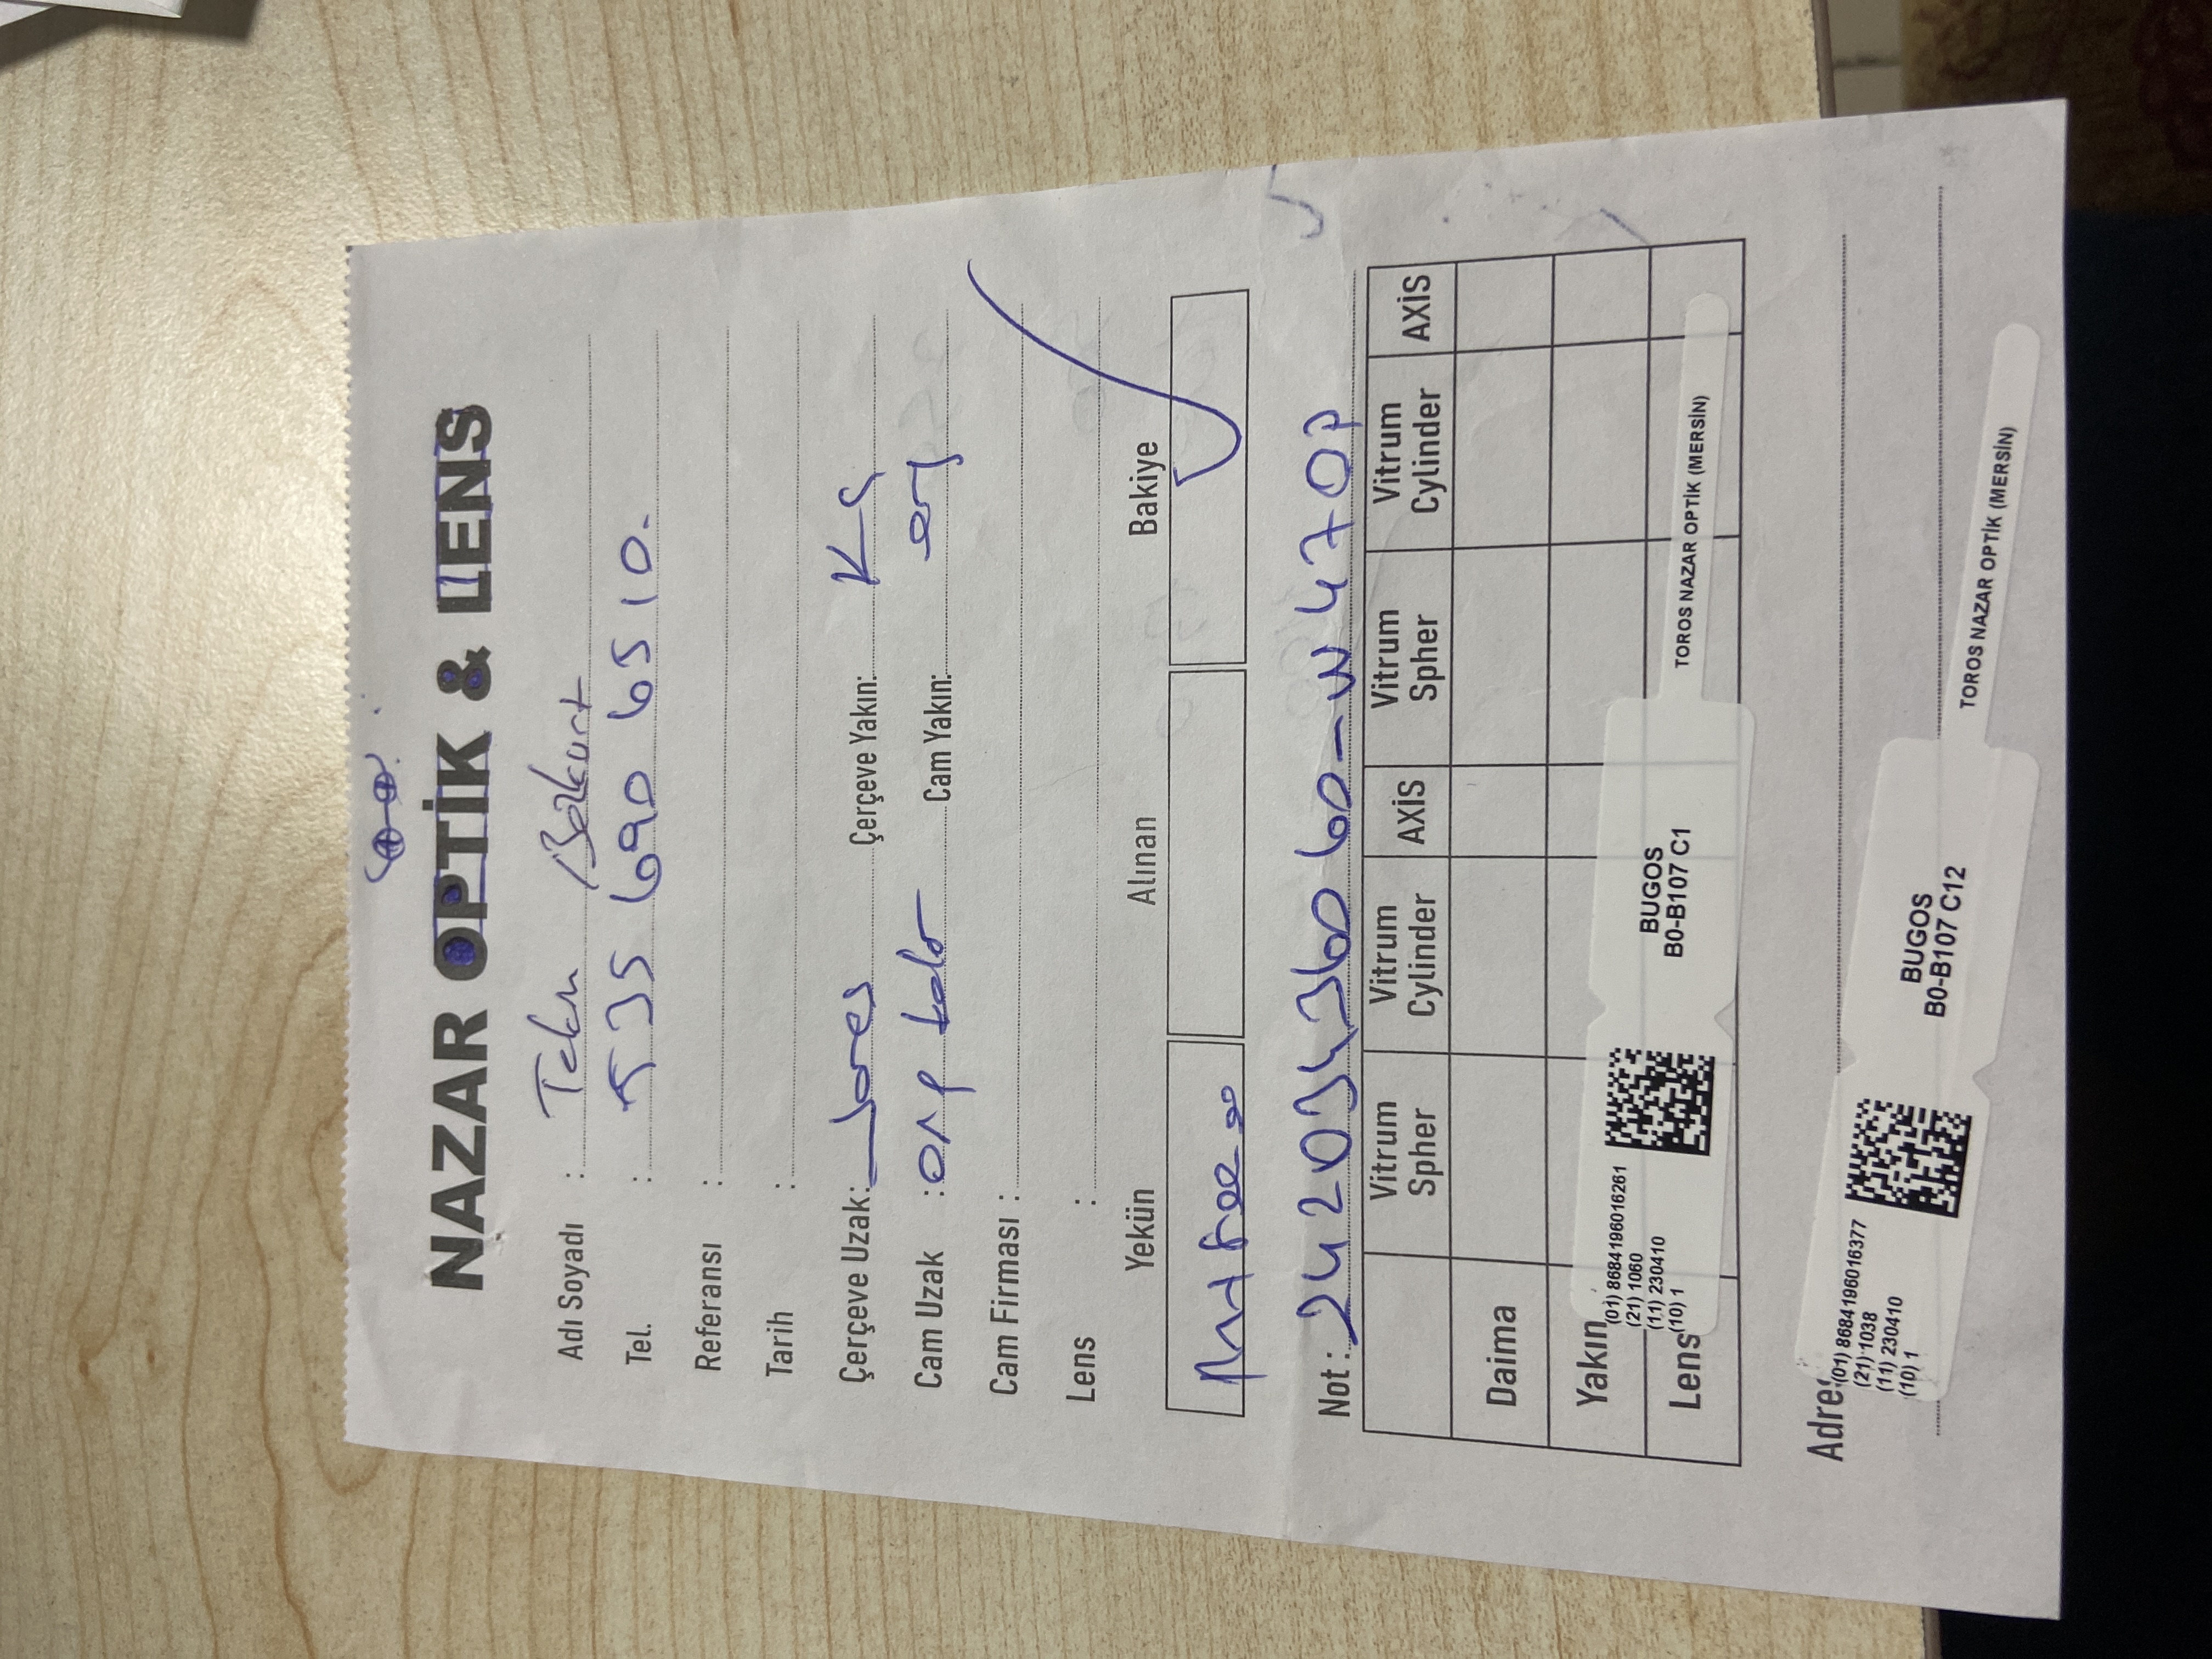 NAZAR OPTİK & LENS
Adı Soyadı : Tekin Bozkurt
Tel. : 535 690 6510.
Referansı :
Tarih :
Çerçeve Uzak: Çerçeve Yakın: Kç
Cam Uzak : org Cam Yakın: org
Cam Firması :
Lens :
Yekün Alınan Bakiye
Not : 24203436060-W470P
Vitrum Spher Vitrum Cylinder AXİS Vitrum Spher Vitrum Cylinder AXİS
Daima
Yakın
Lens
(01) 8684196016261
(21) 1060
(11) 230410
(10) 1
BUGOS
B0-B107 C1
TOROS NAZAR OPTİK (MERSİN)
Adres
(01) 8684196016377
(21) 1038
(11) 230410
(10) 1
BUGOS
B0-B107 C12
TOROS NAZAR OPTİK (MERSİN)